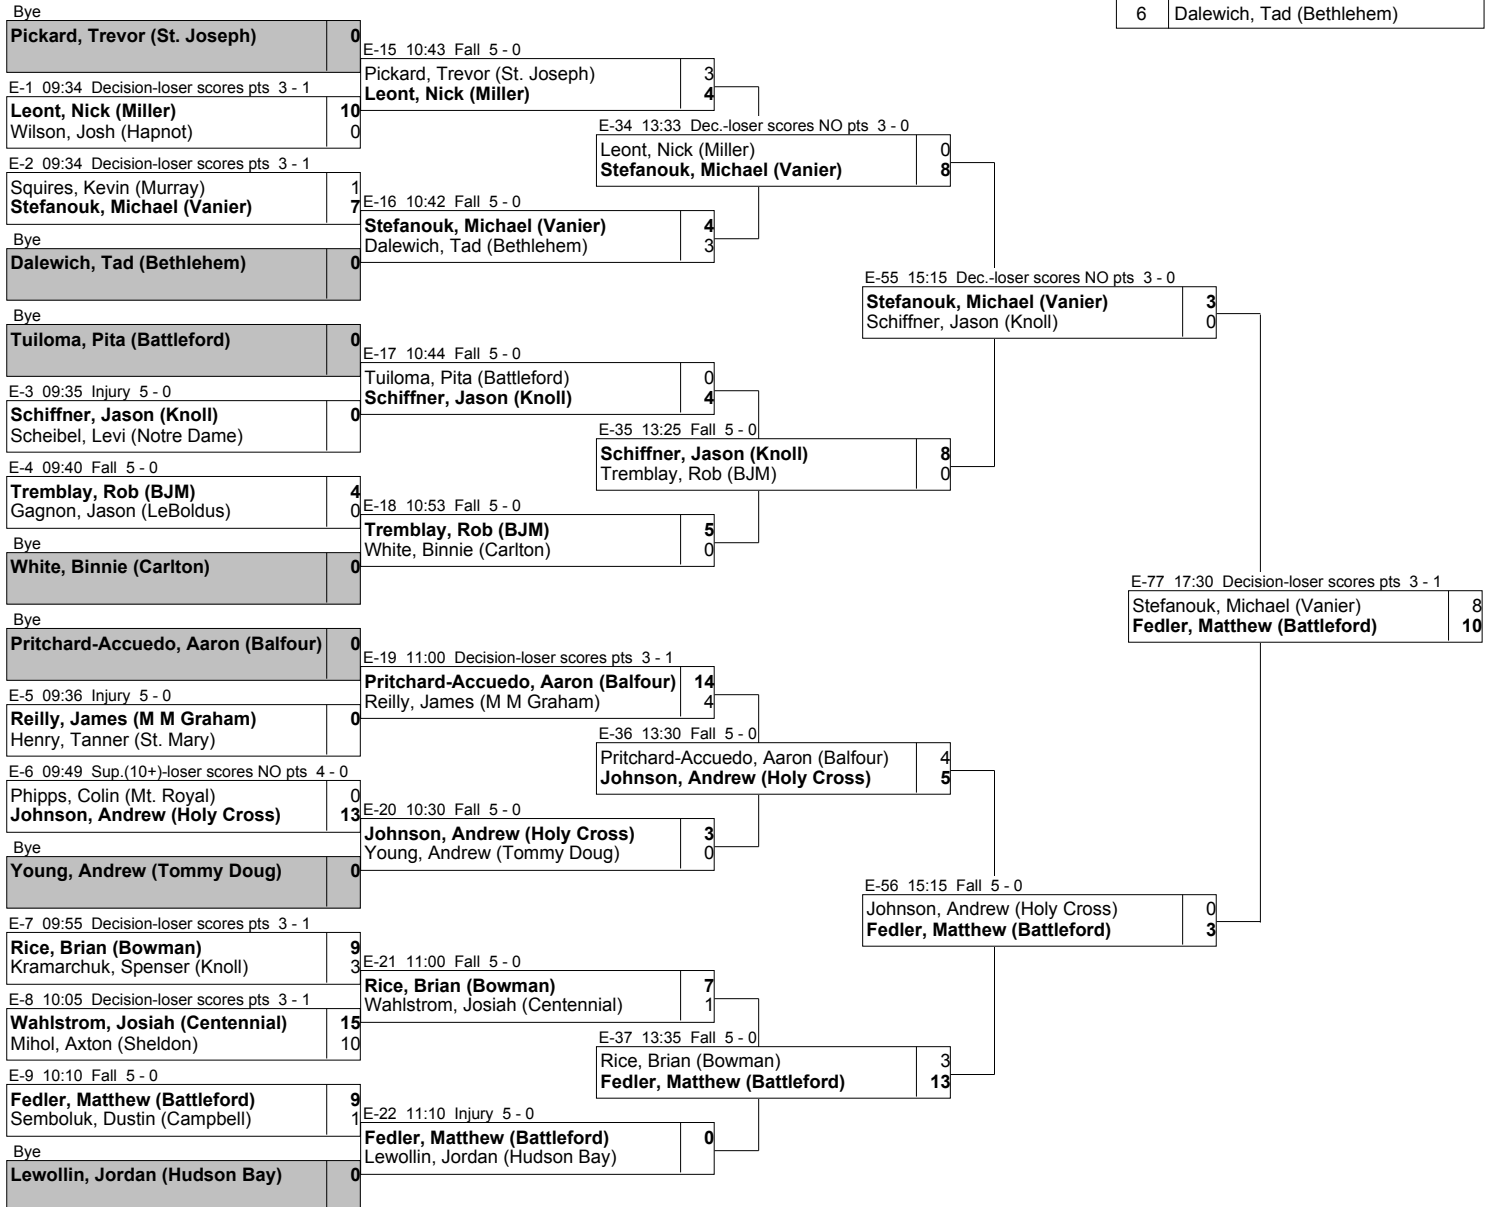 6 Dalewich, Tad (Bethlehem)
Bye
Pickard, Trevor (St. Joseph) 0
E-1 09:34 Decision-loser scores pts 3 - 1
Leont, Nick (Miller) 10
Wilson, Josh (Hapnot) 0
E-2 09:34 Decision-loser scores pts 3 - 1
Squires, Kevin (Murray) 1
Stefanouk, Michael (Vanier) 7
Bye
Dalewich, Tad (Bethlehem) 0
Bye
Tuiloma, Pita (Battleford) 0
E-3 09:35 Injury 5 - 0
Schiffner, Jason (Knoll) 0
Scheibel, Levi (Notre Dame)
E-4 09:40 Fall 5 - 0
Tremblay, Rob (BJM) 4
Gagnon, Jason (LeBoldus) 0
Bye
White, Binnie (Carlton) 0
Bye
Pritchard-Accuedo, Aaron (Balfour) 0
E-5 09:36 Injury 5 - 0
Reilly, James (M M Graham) 0
Henry, Tanner (St. Mary)
E-6 09:49 Sup.(10+)-loser scores NO pts 4 - 0
Phipps, Colin (Mt. Royal) 0
Johnson, Andrew (Holy Cross) 13
Bye
Young, Andrew (Tommy Doug) 0
E-7 09:55 Decision-loser scores pts 3 - 1
Rice, Brian (Bowman) 9
Kramarchuk, Spenser (Knoll) 3
E-8 10:05 Decision-loser scores pts 3 - 1
Wahlstrom, Josiah (Centennial) 15
Mihol, Axton (Sheldon) 10
E-9 10:10 Fall 5 - 0
Fedler, Matthew (Battleford) 9
Semboluk, Dustin (Campbell) 1
Bye
Lewollin, Jordan (Hudson Bay) 0
E-15 10:43 Fall 5 - 0
Pickard, Trevor (St. Joseph) 3
Leont, Nick (Miller) 4
E-16 10:42 Fall 5 - 0
Stefanouk, Michael (Vanier) 4
Dalewich, Tad (Bethlehem) 3
E-17 10:44 Fall 5 - 0
Tuiloma, Pita (Battleford) 0
Schiffner, Jason (Knoll) 4
E-18 10:53 Fall 5 - 0
Tremblay, Rob (BJM) 5
White, Binnie (Carlton) 0
E-19 11:00 Decision-loser scores pts 3 - 1
Pritchard-Accuedo, Aaron (Balfour) 14
Reilly, James (M M Graham) 4
E-20 10:30 Fall 5 - 0
Johnson, Andrew (Holy Cross) 3
Young, Andrew (Tommy Doug) 0
E-21 11:00 Fall 5 - 0
Rice, Brian (Bowman) 7
Wahlstrom, Josiah (Centennial) 1
E-22 11:10 Injury 5 - 0
Fedler, Matthew (Battleford) 0
Lewollin, Jordan (Hudson Bay)
E-34 13:33 Dec.-loser scores NO pts 3 - 0
Leont, Nick (Miller) 0
Stefanouk, Michael (Vanier) 8
E-35 13:25 Fall 5 - 0
Schiffner, Jason (Knoll) 8
Tremblay, Rob (BJM) 0
E-36 13:30 Fall 5 - 0
Pritchard-Accuedo, Aaron (Balfour) 4
Johnson, Andrew (Holy Cross) 5
E-37 13:35 Fall 5 - 0
Rice, Brian (Bowman) 3
Fedler, Matthew (Battleford) 13
E-55 15:15 Dec.-loser scores NO pts 3 - 0
Stefanouk, Michael (Vanier) 3
Schiffner, Jason (Knoll) 0
E-56 15:15 Fall 5 - 0
Johnson, Andrew (Holy Cross) 0
Fedler, Matthew (Battleford) 3
E-77 17:30 Decision-loser scores pts 3 - 1
Stefanouk, Michael (Vanier) 8
Fedler, Matthew (Battleford) 10